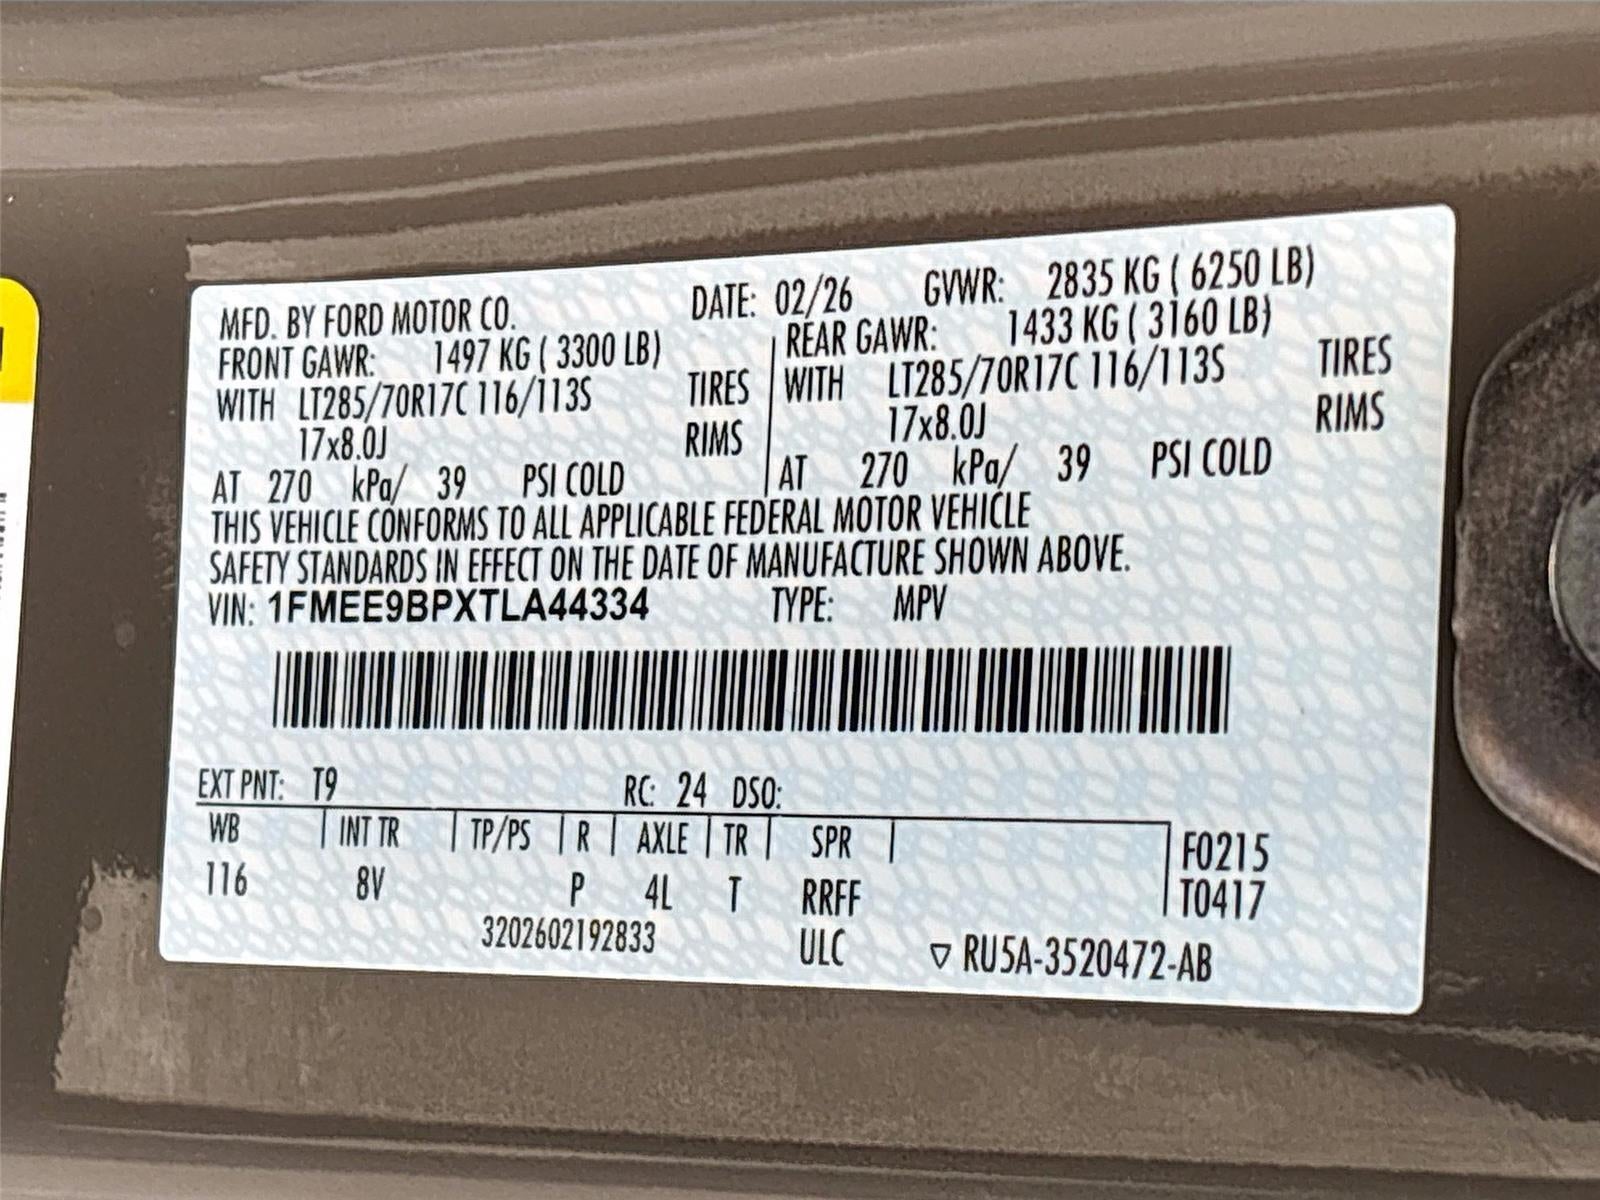 MFD. BY FORD MOTOR CO. DATE: 02/26 GVWR: 2835 KG ( 6250 LB)
FRONT GAWR: 1497 KG ( 3300 LB) REAR GAWR: 1433 KG ( 3160 LB)
WITH LT285/70R17C 116/113S TIRES WITH LT285/70R17C 116/113S TIRES
17x8.0J RIMS 17x8.0J RIMS
AT 270 kPa/ 39 PSI COLD AT 270 kPa/ 39 PSI COLD
THIS VEHICLE CONFORMS TO ALL APPLICABLE FEDERAL MOTOR VEHICLE
SAFETY STANDARDS IN EFFECT ON THE DATE OF MANUFACTURE SHOWN ABOVE.
VIN: 1FMEE9BPXTLA44334 TYPE: MPV
EXT PNT: T9 RC: 24 DSO:
WB INT TR TP/PS R AXLE TR SPR F0215
116 8V P 4L T RRFF T0417
3202602192833 ULC ▽ RU5A-3520472-AB